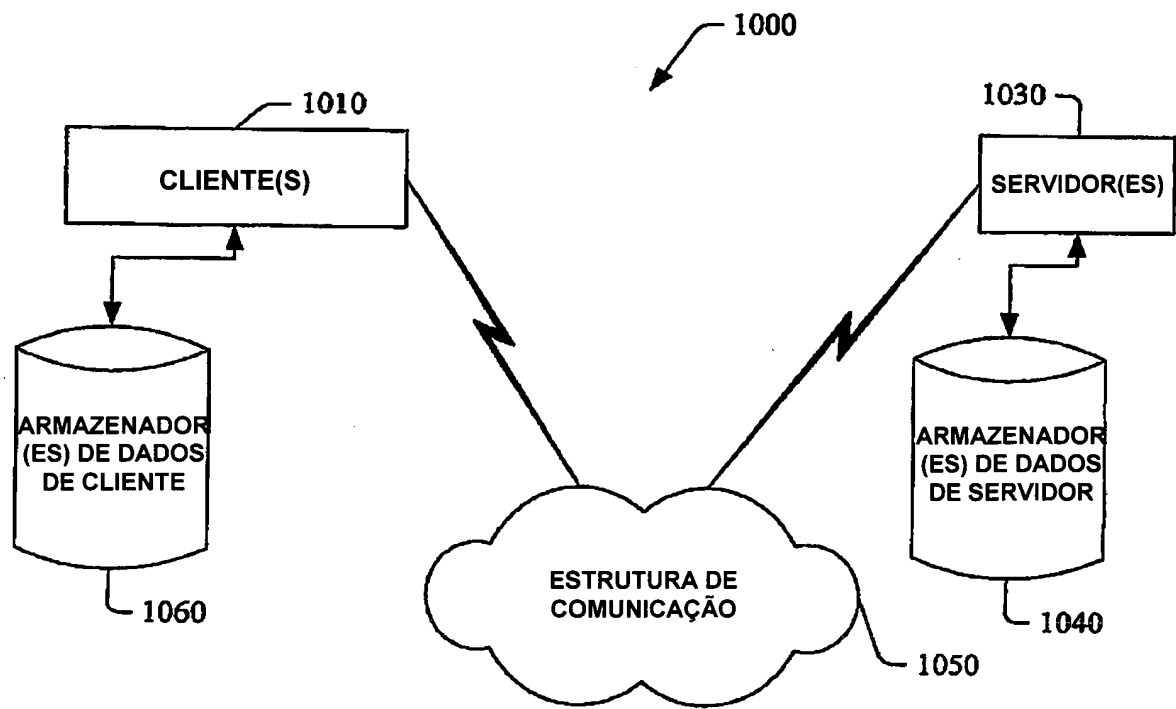 1000
1010
1030
CLIENTE(S)
SERVIDOR(ES)
ARMAZENADOR
(ES) DE DADOS
DE CLIENTE
ARMAZENADOR
(ES) DE DADOS
DE SERVIDOR
ESTRUTURA DE
COMUNICAÇÃO
1060
1040
1050